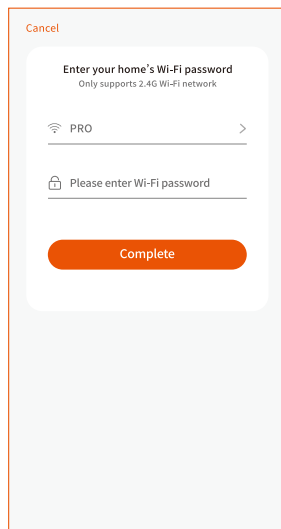 Cancel
Enter your home's Wi-Fi password
Only supports 2.4G Wi-Fi network
PRO
Please enter Wi-Fi password
Complete